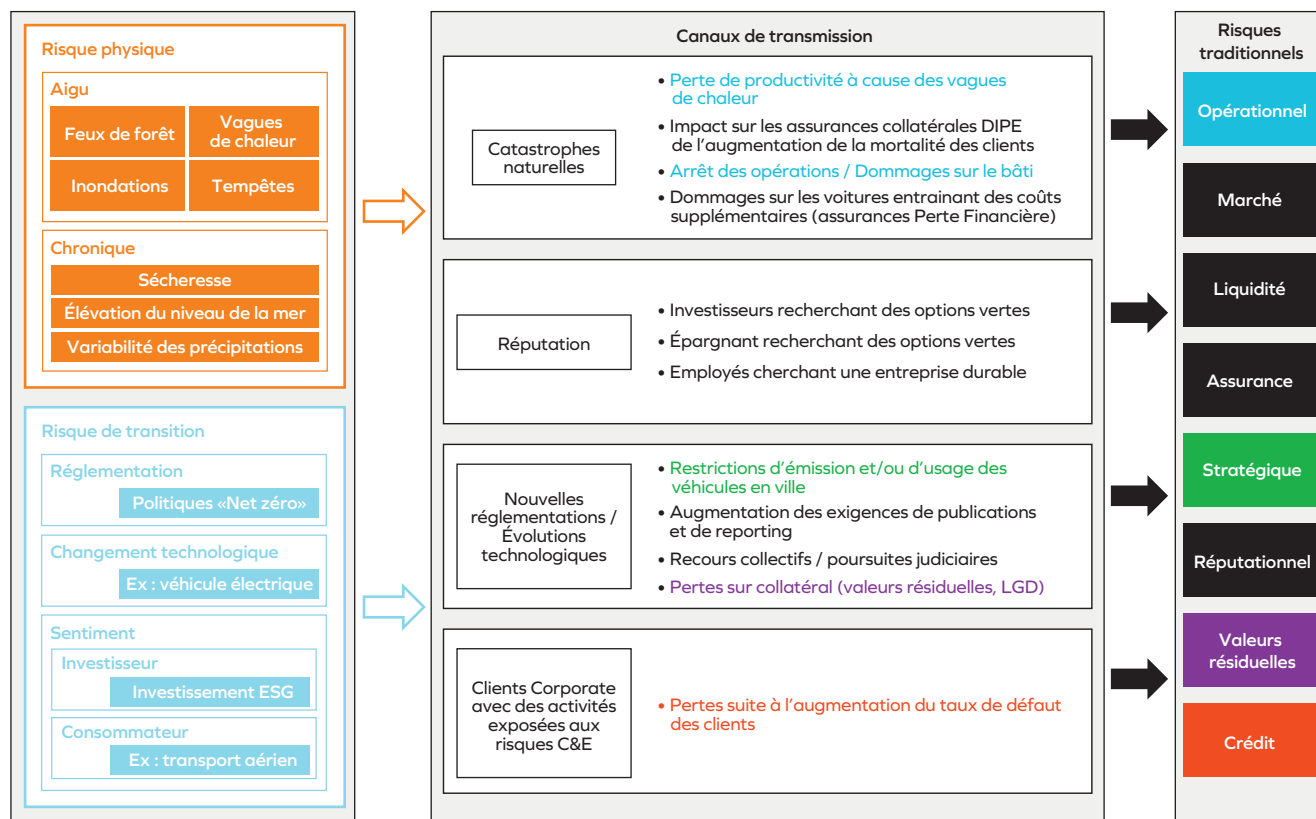 Risque physique
Aigu
Feux de forêt
Vagues
de chaleur
Inondations
Tempêtes
Chronique
Sécheresse
Élévation du niveau de la mer
Variabilité des précipitations
Risque de transition
Réglementation
Politiques «Net zéro»
Changement technologique
Ex : véhicule électrique
Sentiment
Investisseur
Investissement ESG
Consommateur
Ex : transport aérien
Canaux de transmission
Catastrophes
naturelles
• Perte de productivité à cause des vagues
de chaleur
• Impact sur les assurances collatérales DIPE
de l'augmentation de la mortalité des clients
• Arrêt des opérations / Dommages sur le bâti
• Dommages sur les voitures entrainant des coûts
supplémentaires (assurances Perte Financière)
Réputation
• Investisseurs recherchant des options vertes
• Épargnant recherchant des options vertes
• Employés cherchant une entreprise durable
Nouvelles
réglementations /
Évolutions
technologiques
• Restrictions d'émission et/ou d'usage des
véhicules en ville
• Augmentation des exigences de publications
et de reporting
• Recours collectifs / poursuites judiciaires
• Pertes sur collatéral (valeurs résiduelles, LGD)
Clients Corporate
avec des activités
exposées aux
risques C&E
• Pertes suite à l'augmentation du taux de défaut
des clients
Risques
traditionnels
Opérationnel
Marché
Liquidité
Assurance
Stratégique
Réputationnel
Valeurs
résiduelles
Crédit